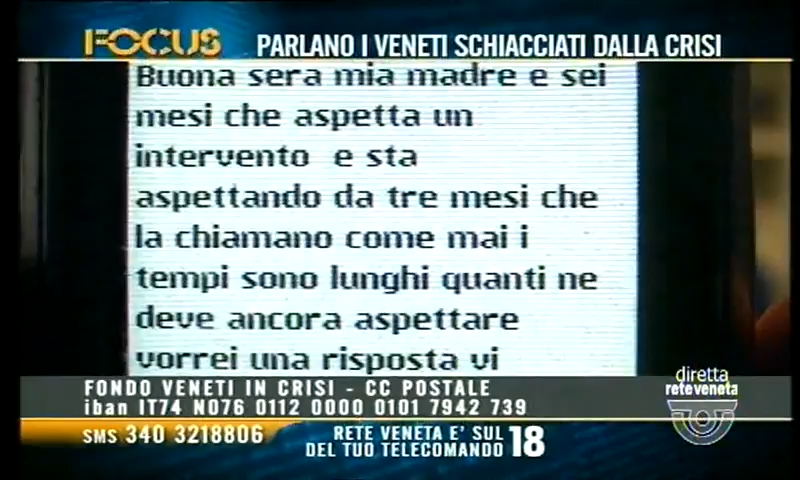 FOCUS
PARLANO I VENETI SCHIACCIATI DALLA CRISI
Buona sera mia madre e sei
mesi che aspetta un
intervento e sta
aspettando da tre mesi che
la chiamano come mai i
tempi sono lunghi quanti ne
deve ancora aspettare
vorrei una risposta vi
FONDO VENETI IN CRISI - CC POSTALE
iban IT74 N076 0112 0000 0101 7942 739
diretta
reteveneta
SMS 340 3218806
RETE VENETA E' SUL
DEL TUO TELECOMANDO 18